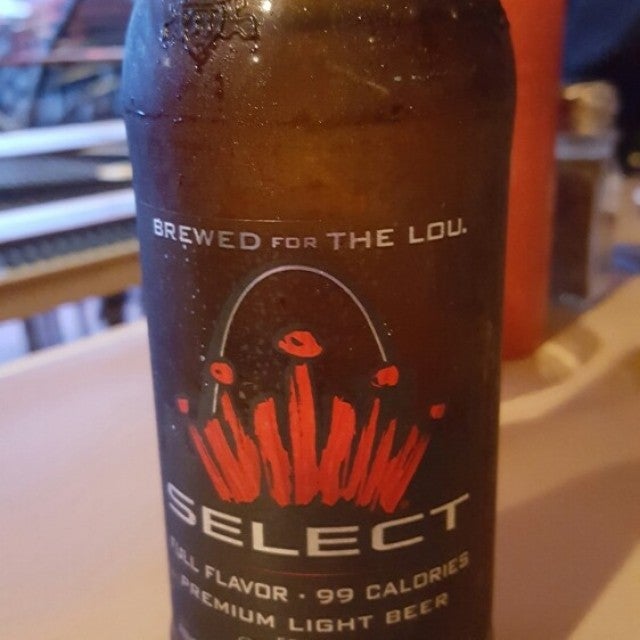 BREWED FOR THE LOU.
SELECT
FULL FLAVOR · 99 CALORIES
PREMIUM LIGHT BEER